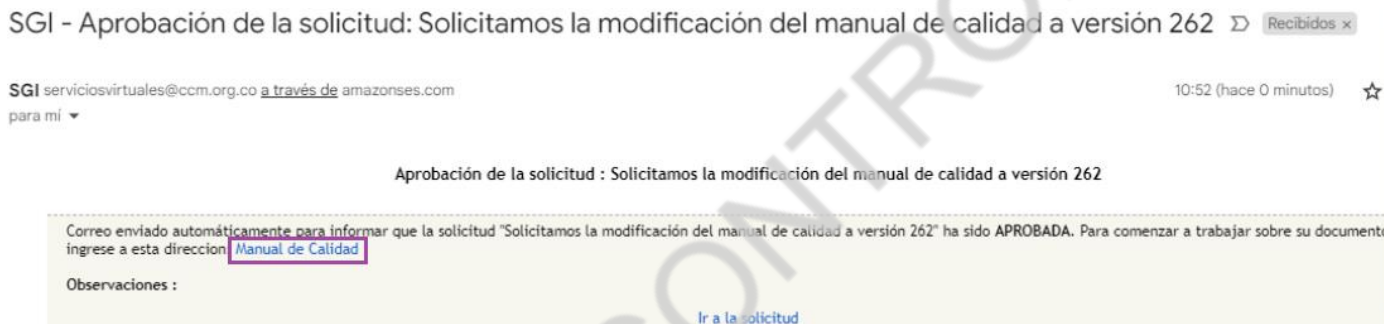 SGI - Aprobación de la solicitud: Solicitamos la modificación del manual de calidad a versión 262 Recibidos x
SGI serviciosvirtuales@ccm.org.co a través de amazonses.com 10:52 (hace 0 minutos)
para mí
Aprobación de la solicitud : Solicitamos la modificación del manual de calidad a versión 262
Correo enviado automáticamente para informar que la solicitud "Solicitamos la modificación del manual de calidad a versión 262" ha sido APROBADA. Para comenzar a trabajar sobre su documento
ingrese a esta direccion Manual de Calidad
Observaciones :
Ir a la solicitud